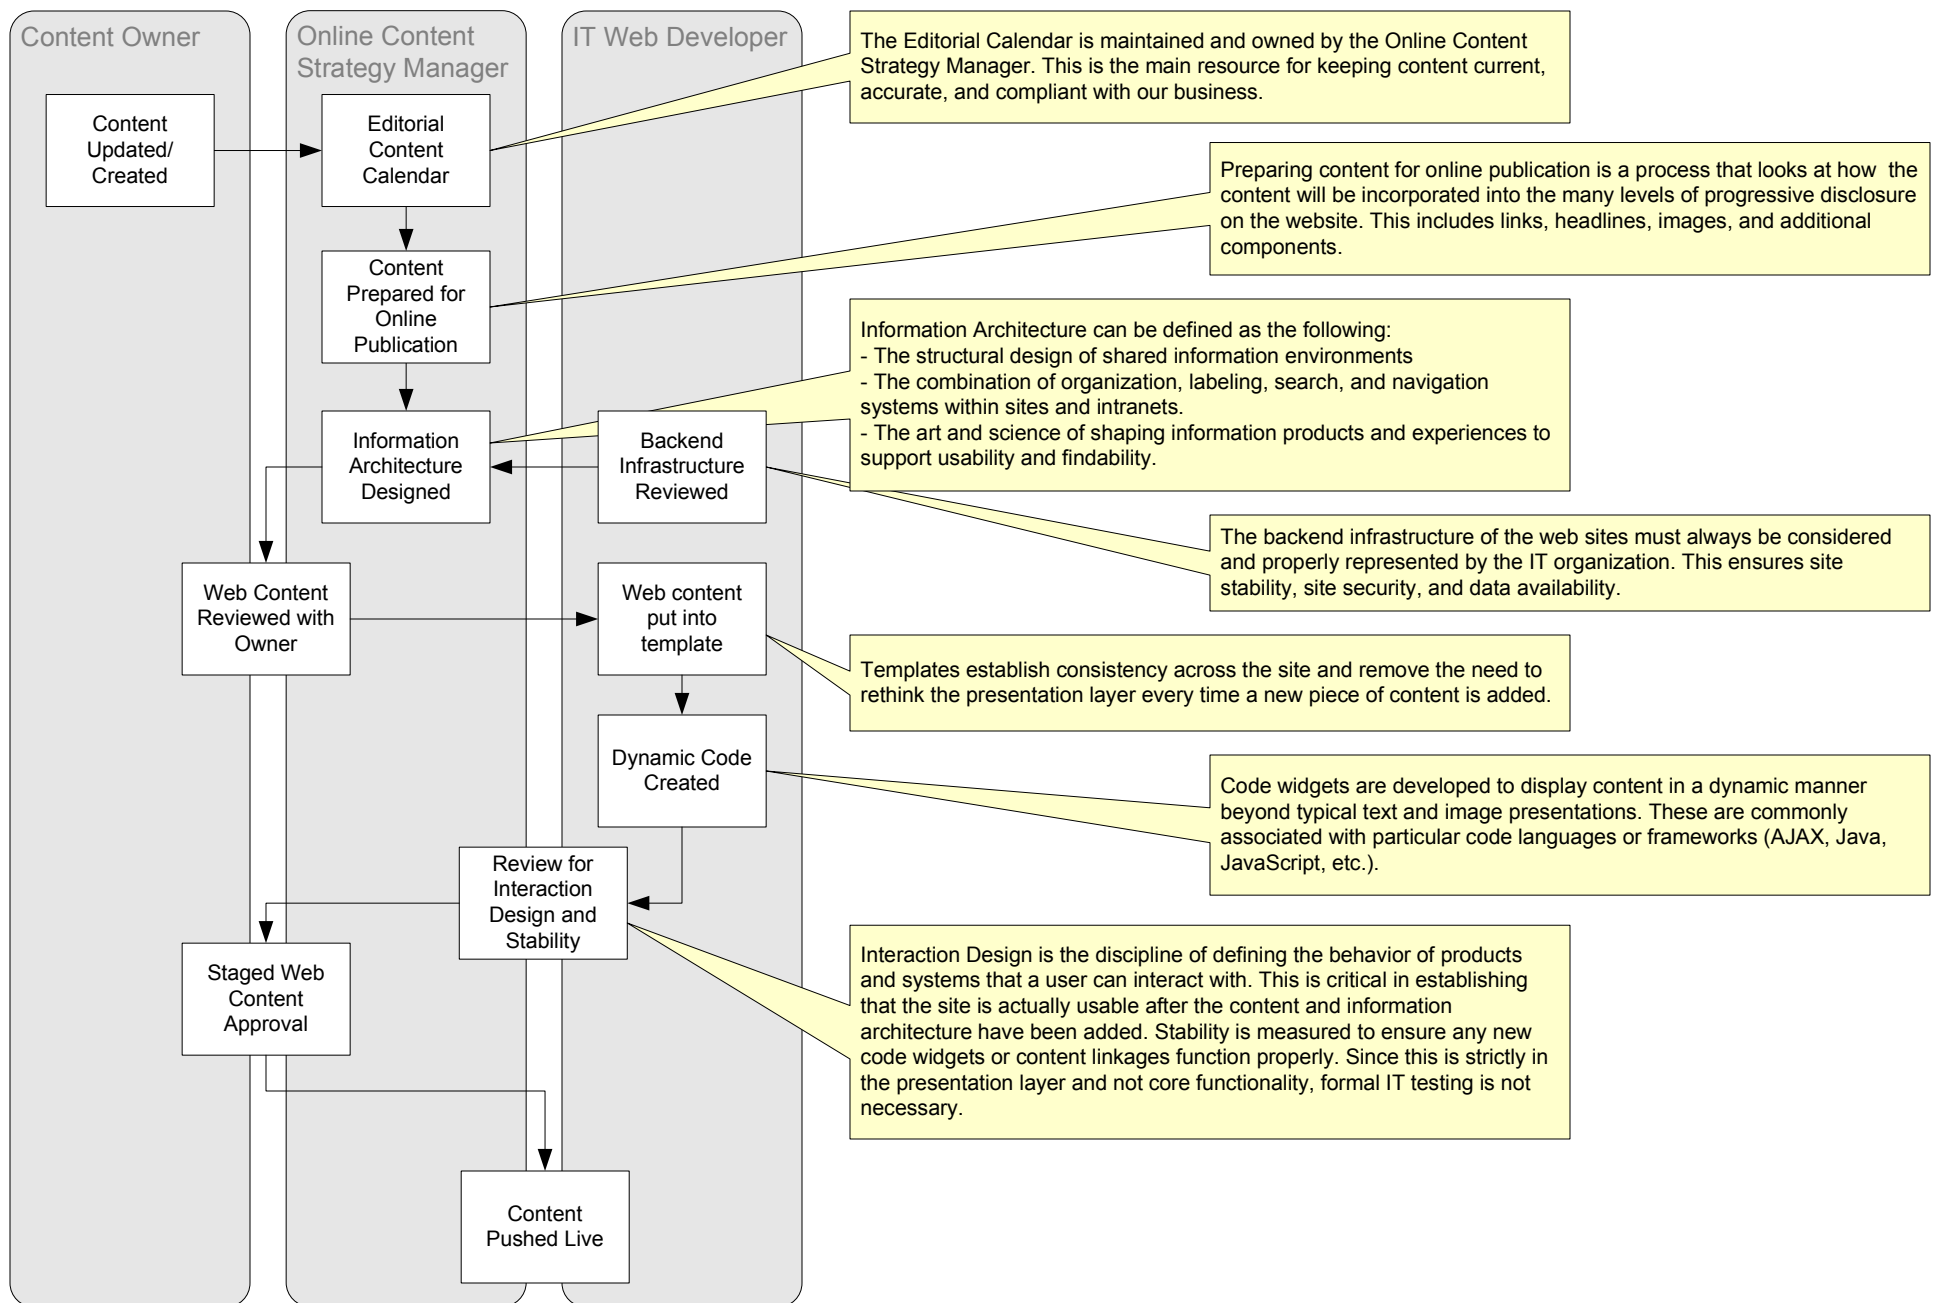 Content Owner
Online Content
Strategy Manager
IT Web Developer
The Editorial Calendar is maintained and owned by the Online Content
Strategy Manager. This is the main resource for keeping content current,
accurate, and compliant with our business.
Content
Updated/
Created
Editorial
Content
Calendar
Preparing content for online publication is a process that looks at how  the
content will be incorporated into the many levels of progressive disclosure
on the website. This includes links, headlines, images, and additional
components.
Content
Prepared for
Online
Publication
Information Architecture can be defined as the following:
- The structural design of shared information environments
- The combination of organization, labeling, search, and navigation
systems within sites and intranets.
- The art and science of shaping information products and experiences to
support usability and findability.
Information
Architecture
Designed
Backend
Infrastructure
Reviewed
The backend infrastructure of the web sites must always be considered
and properly represented by the IT organization. This ensures site
stability, site security, and data availability.
Web Content
Reviewed with
Owner
Web content
put into
template
Templates establish consistency across the site and remove the need to
rethink the presentation layer every time a new piece of content is added.
Dynamic Code
Created
Code widgets are developed to display content in a dynamic manner
beyond typical text and image presentations. These are commonly
associated with particular code languages or frameworks (AJAX, Java,
JavaScript, etc.).
Review for
Interaction
Design and
Stability
Interaction Design is the discipline of defining the behavior of products
and systems that a user can interact with. This is critical in establishing
that the site is actually usable after the content and information
architecture have been added. Stability is measured to ensure any new
code widgets or content linkages function properly. Since this is strictly in
the presentation layer and not core functionality, formal IT testing is not
necessary.
Staged Web
Content
Approval
Content
Pushed Live